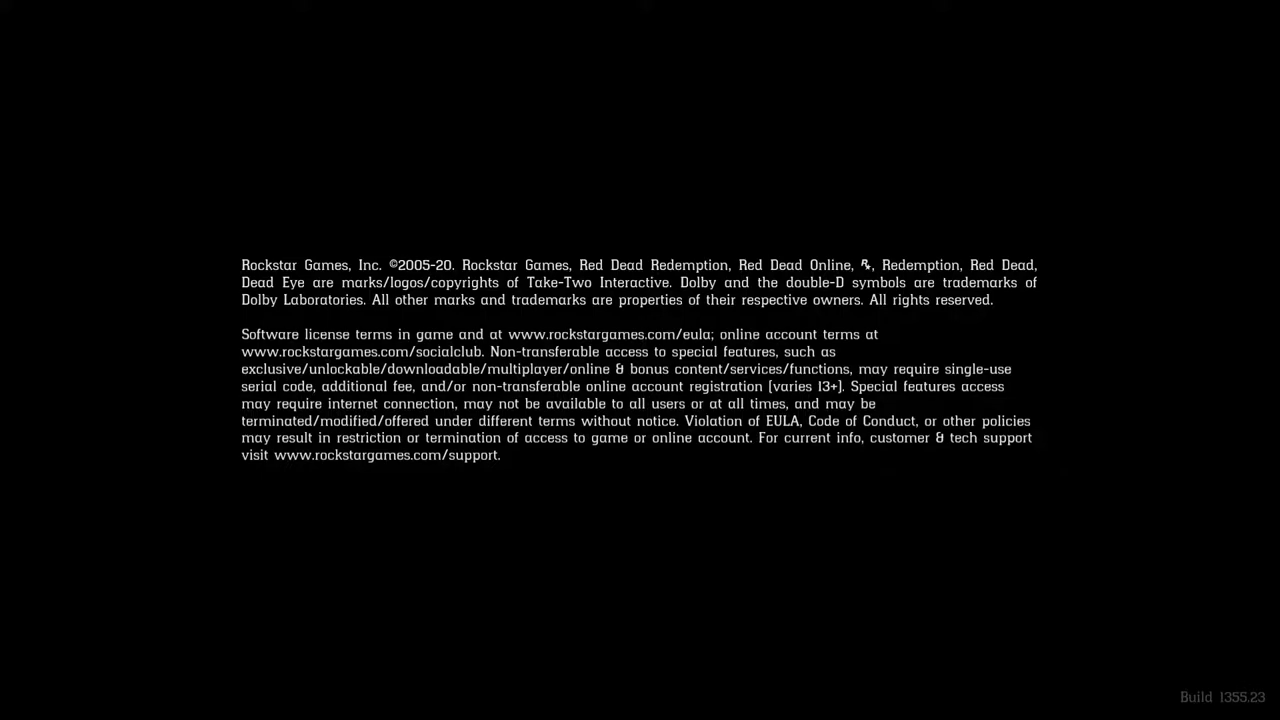 Rockstar Games, Inc. ©2005-20. Rockstar Games, Red Dead Redemption, Red Dead Online, R*, Redemption, Red Dead,
Dead Eye are marks/logos/copyrights of Take-Two Interactive. Dolby and the double-D symbols are trademarks of
Dolby Laboratories. All other marks and trademarks are properties of their respective owners. All rights reserved.
Software license terms in game and at www.rockstargames.com/eula; online account terms at
www.rockstargames.com/socialclub. Non-transferable access to special features, such as
exclusive/unlockable/downloadable/multiplayer/online & bonus content/services/functions, may require single-use
serial code, additional fee, and/or non-transferable online account registration (varies 13+). Special features access
may require internet connection, may not be available to all users or at all times, and may be
terminated/modified/offered under different terms without notice. Violation of EULA, Code of Conduct, or other policies
may result in restriction or termination of access to game or online account. For current info, customer & tech support
visit www.rockstargames.com/support.
Build 1355.23